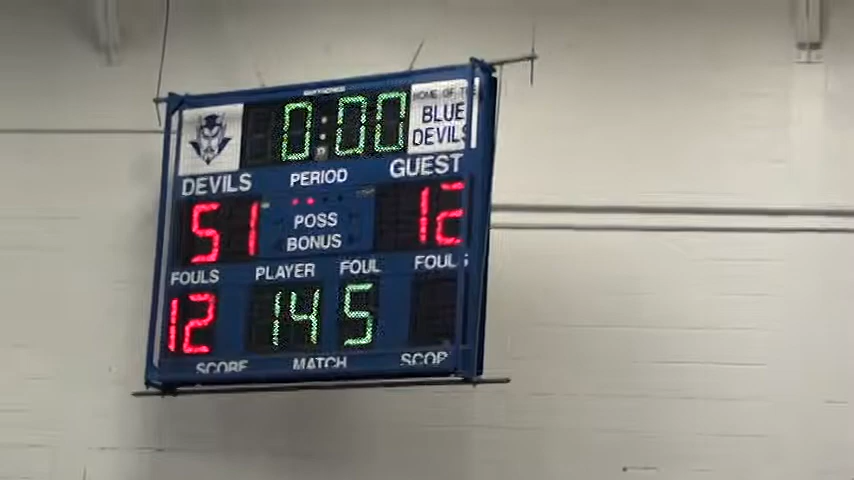 0:00
HOME OF THE
BLUE
DEVILS
DEVILS
PERIOD
GUEST
51
12
POSS
BONUS
FOULS
PLAYER
FOUL
FOUL
12
14
5
SCORE
MATCH
SCOR